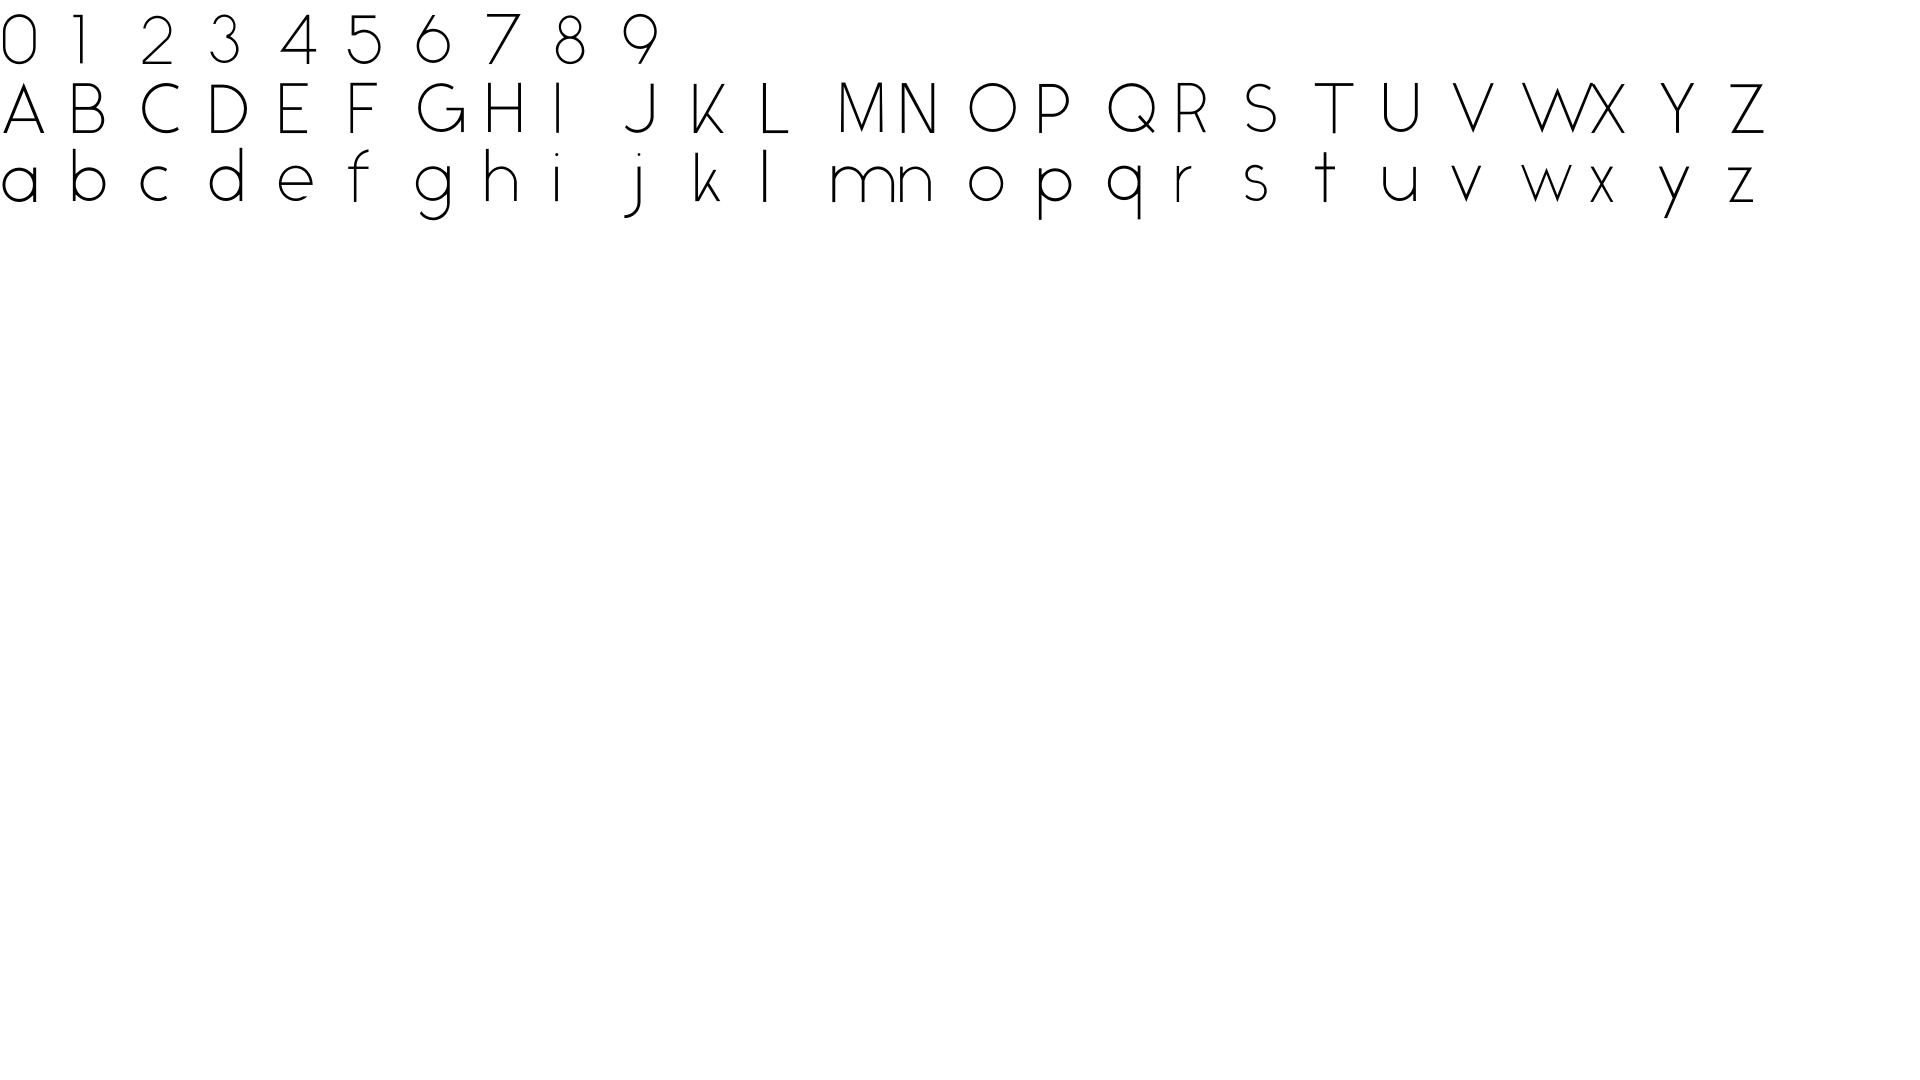 0 1 2 3 4 5 6 7 8 9
A B C D E F G H I J K L M N O P Q R S T U V W X Y Z
a b c d e f g h i j k l m n o p q r s t u v w x y z